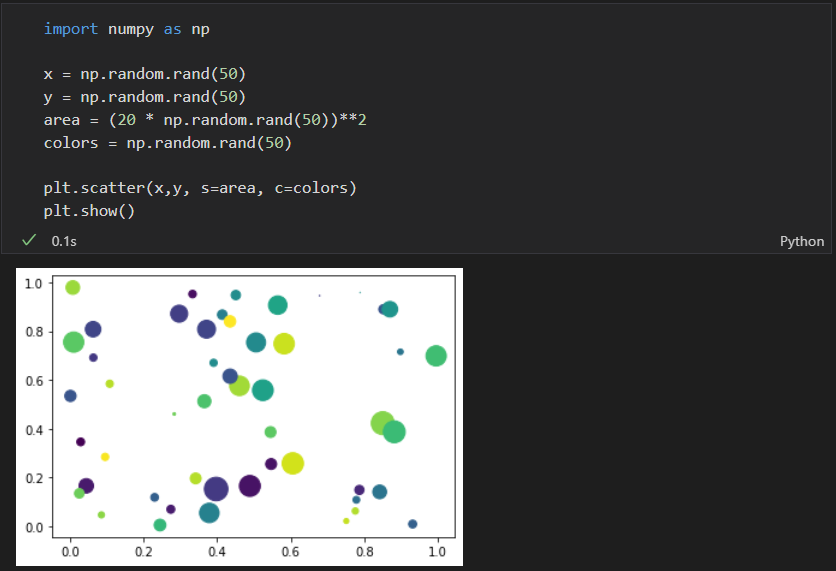 import numpy as np
x = np.random.rand(50)
y = np.random.rand(50)
area = (20 * np.random.rand(50))**2
colors = np.random.rand(50)
plt.scatter(x,y, s=area, c=colors)
plt.show()
0.1s
Python
1.0
0.8
0.6
0.4
0.2
0.0
0.0 0.2 0.4 0.6 0.8 1.0